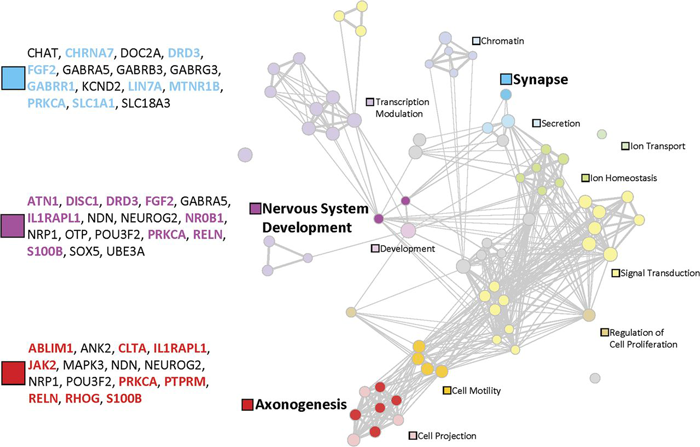 CHAT, CHRNA7, DOC2A, DRD3,
FGF2, GABRA5, GABRB3, GABRG3,
GABRR1, KCND2, LIN7A, MTNR1B,
PRKCA, SLC1A1, SLC18A3
ATN1, DISC1, DRD3, FGF2, GABRA5,
IL1RAPL1, NDN, NEUROG2, NR0B1,
NRP1, OTP, POU3F2, PRKCA, RELN,
S100B, SOX5, UBE3A
ABLIM1, ANK2, CLTA, IL1RAPL1,
JAK2, MAPK3, NDN, NEUROG2,
NRP1, POU3F2, PRKCA, PTPRM,
RELN, RHOG, S100B
Chromatin
Synapse
Transcription
Modulation
Secretion
Ion Transport
Ion Homeostasis
Nervous System
Development
Development
Signal Transduction
Regulation of
Cell Proliferation
Cell Motility
Axonogenesis
Cell Projection